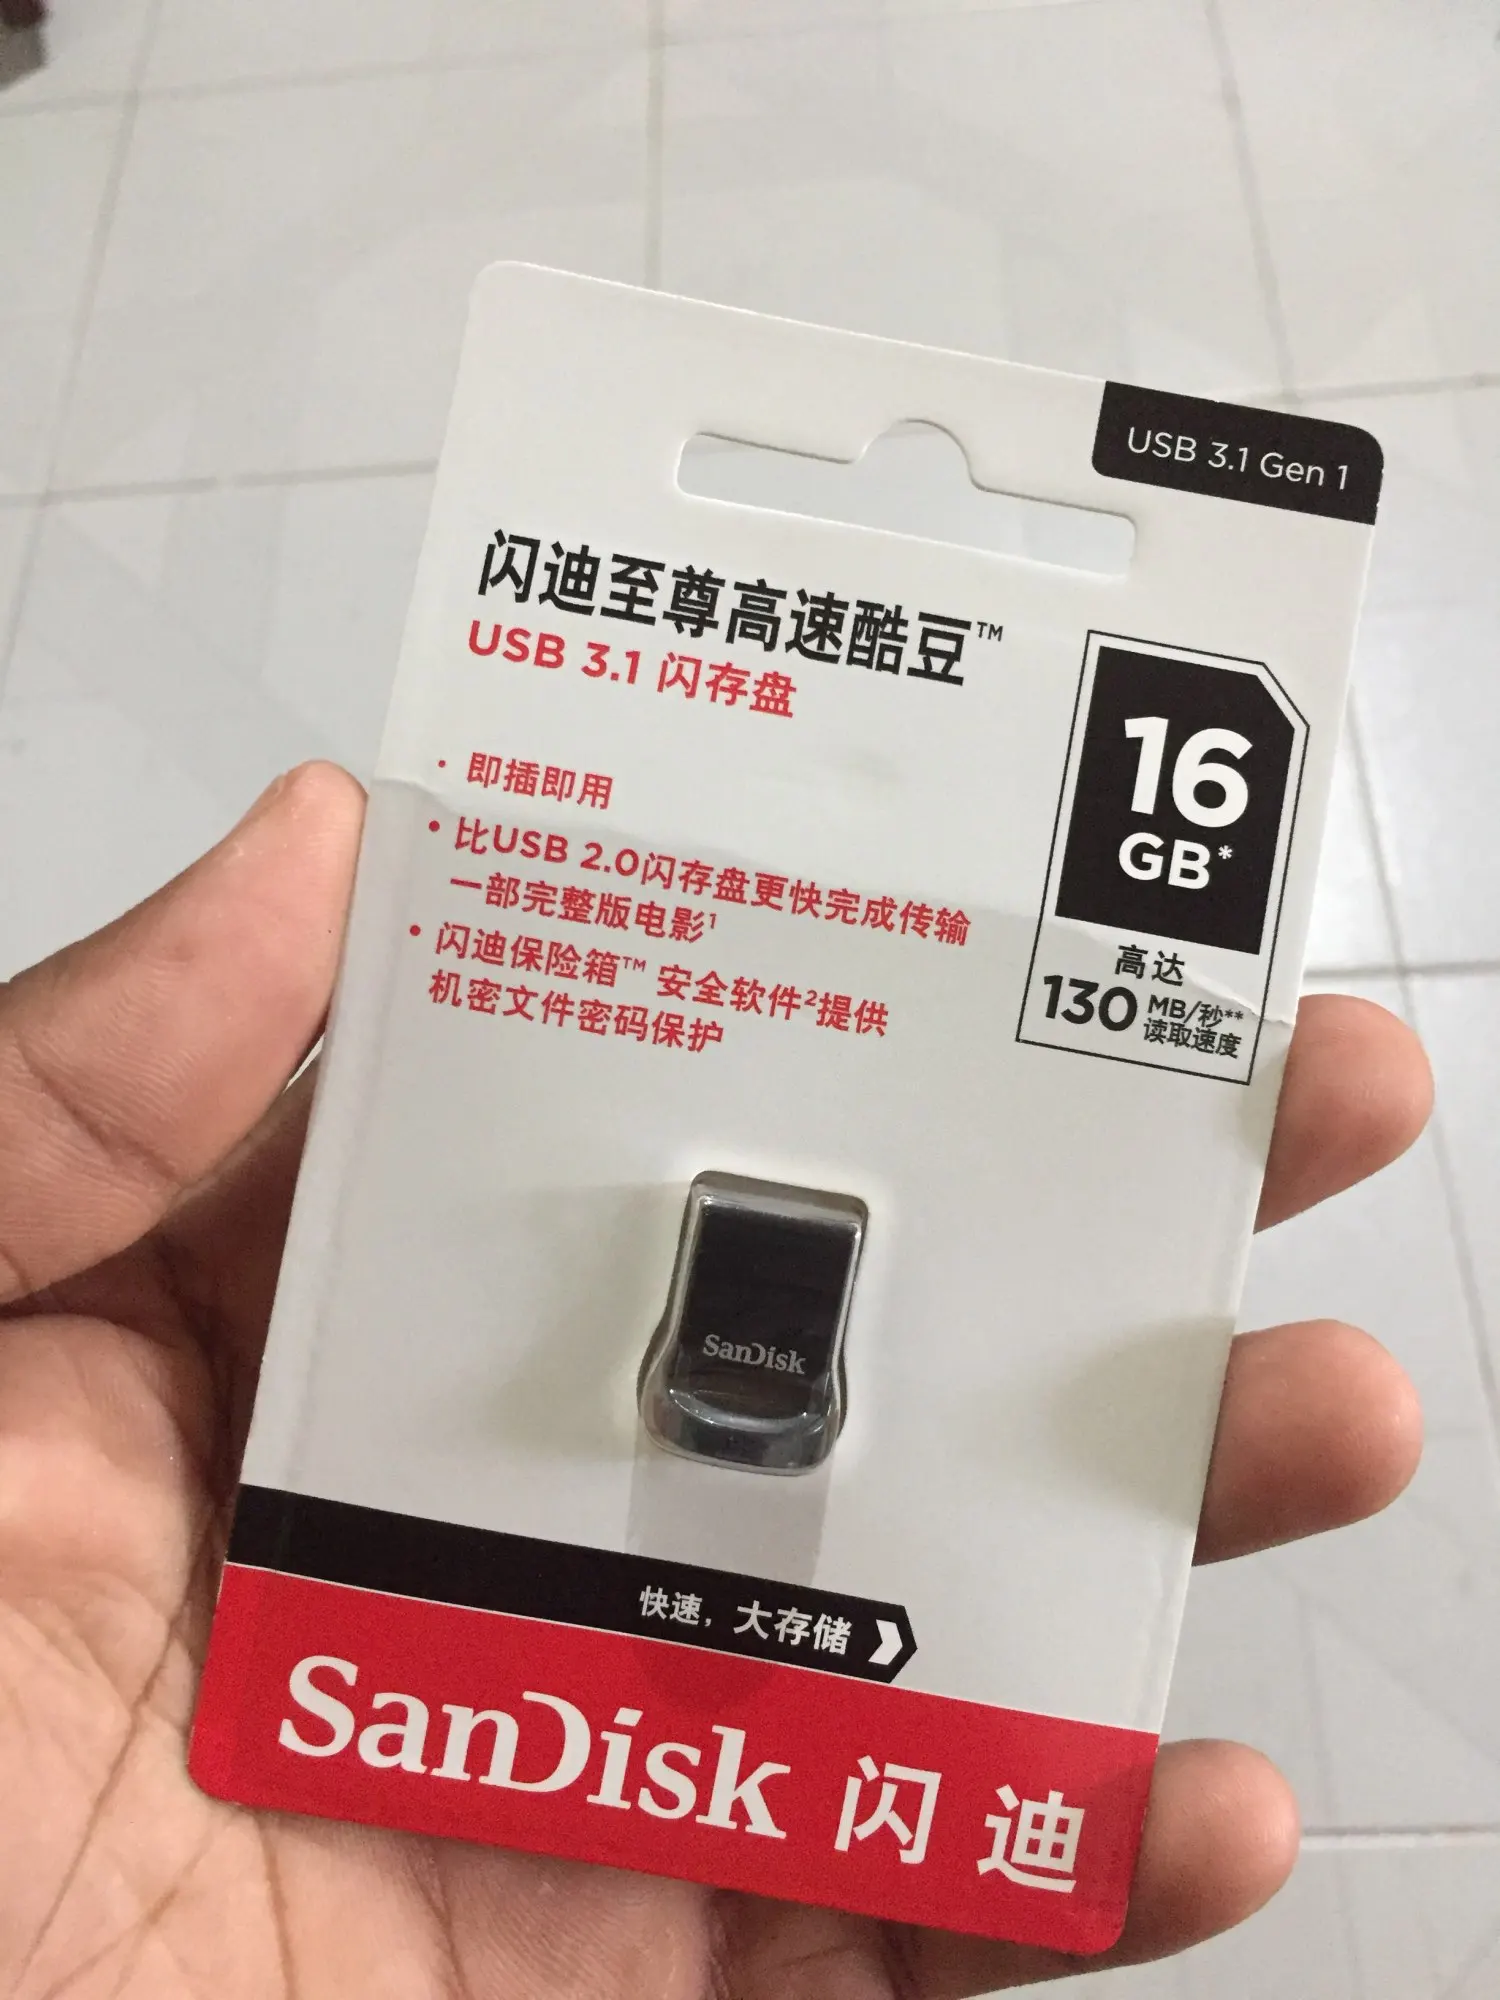 USB 3.1 Gen 1
闪迪至尊高速酷豆™
USB 3.1 闪存盘
• 即插即用
• 比USB 2.0闪存盘更快完成传输
一部完整版电影¹
• 闪迪保险箱™ 安全软件²提供
机密文件密码保护
16
GB*
高达
130 MB/秒**
读取速度
SanDisk
快速，大存储
SanDisk 闪迪